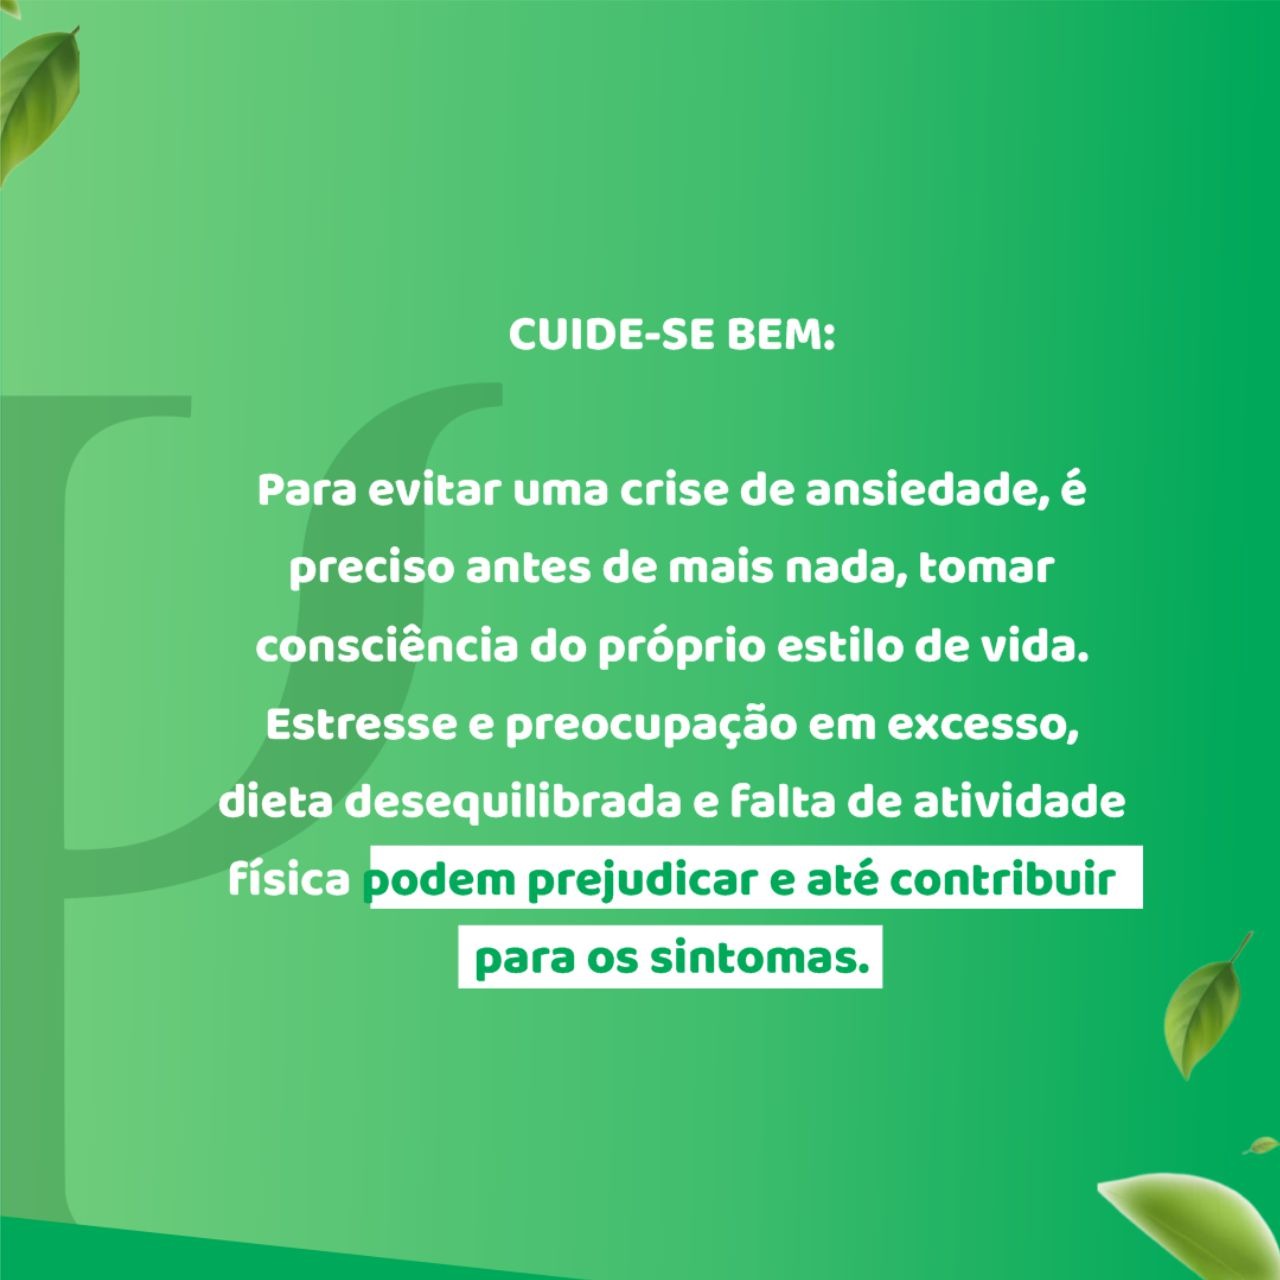 CUIDE-SE BEM:
Para evitar uma crise de ansiedade, é
preciso antes de mais nada, tomar
consciência do próprio estilo de vida.
Estresse e preocupação em excesso,
dieta desequilibrada e falta de atividade
física podem prejudicar e até contribuir
para os sintomas.